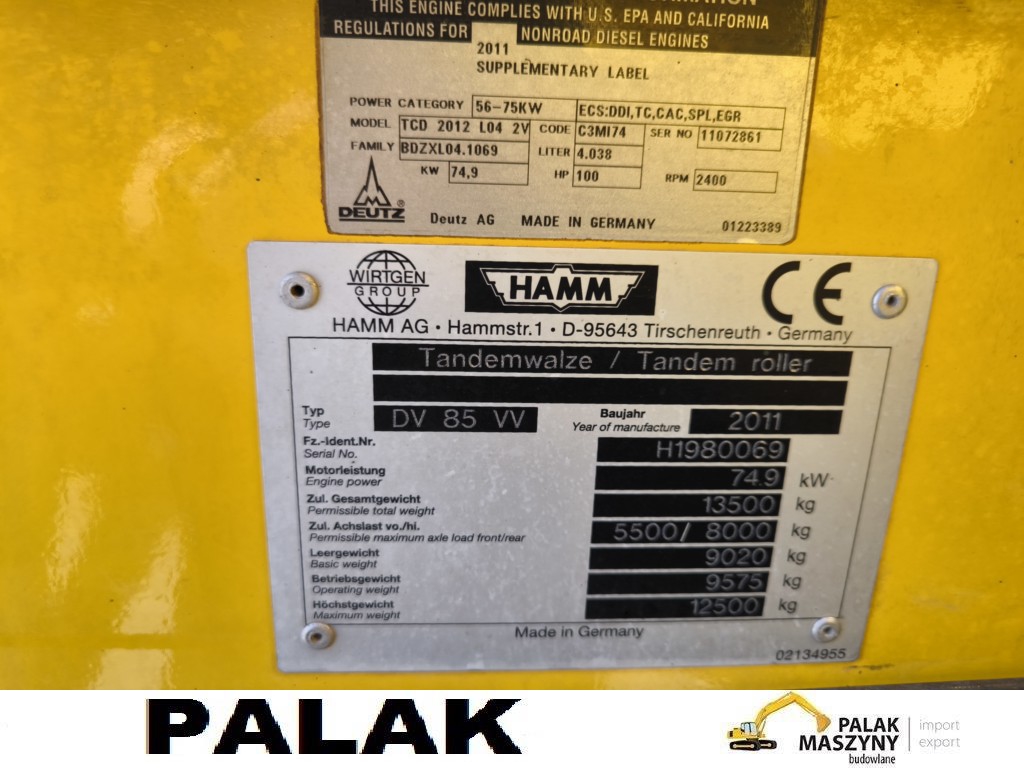 THIS ENGINE COMPLIES WITH U.S. EPA AND CALIFORNIA
REGULATIONS FOR 2011 NONROAD DIESEL ENGINES
SUPPLEMENTARY LABEL
POWER CATEGORY 56-75KW ECS:DDI,TC,CAC,SPL,EGR
MODEL TCD 2012 L04 2V CODE C3MI74 SER NO 11072861
FAMILY BDZXL04.1069 LITER 4.038
KW 74,9 HP 100 RPM 2400
DEUTZ ® Deutz AG MADE IN GERMANY 01223389
WIRTGEN GROUP HAMM CE
HAMM AG · Hammstr.1 · D-95643 Tirschenreuth · Germany
Tandemwalze / Tandem roller
Typ Baujahr
Type DV 85 VV Year of manufacture 2011
Fz.-Ident.Nr.
Serial No. H1980069
Motorleistung
Engine power 74.9 kW
Zul. Gesamtgewicht
Permissible total weight 13500 kg
Zul. Achslast vo./hi.
Permissible maximum axle load front/rear 5500/ 8000 kg
Leergewicht
Basic weight 9020 kg
Betriebsgewicht
Operating weight 9575 kg
Höchstgewicht
Maximum weight 12500 kg
Made in Germany
02134955
PALAK
PALAK MASZYNY budowlane
import
export